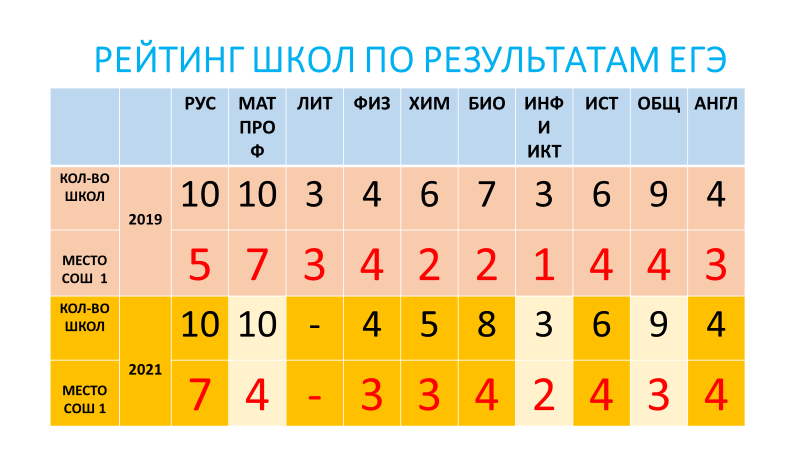 РЕЙТИНГ ШКОЛ ПО РЕЗУЛЬТАТАМ ЕГЭ
РУС МАТ ПРО Ф ЛИТ ФИЗ ХИМ БИО ИНФ И ИКТ ИСТ ОБЩ АНГЛ
КОЛ-ВО ШКОЛ 2019 10 10 3 4 6 7 3 6 9 4
МЕСТО СОШ 1 5 7 3 4 2 2 1 4 4 3
КОЛ-ВО ШКОЛ 2021 10 10 - 4 5 8 3 6 9 4
МЕСТО СОШ 1 7 4 - 3 3 4 2 4 3 4